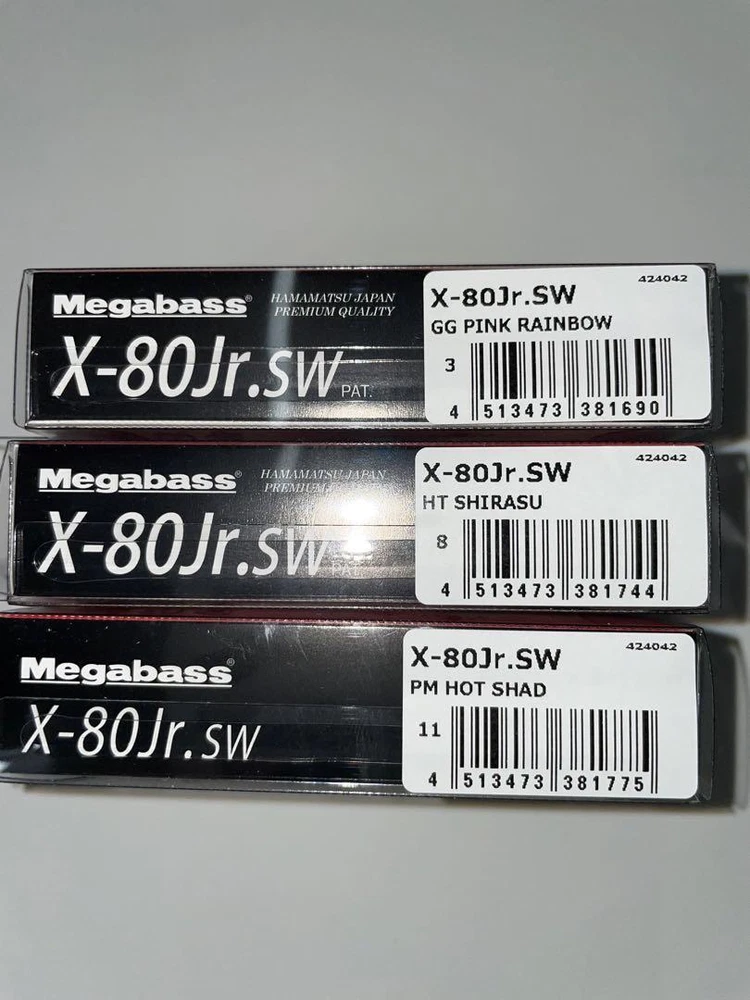 Megabass®
HAMAMATSU JAPAN
PREMIUM QUALITY
X-80Jr.SW PAT.
424042
X-80Jr.SW
GG PINK RAINBOW
3
4 513473 381690
Megabass®
HAMAMATSU JAPAN
PREMIUM
X-80Jr.SW
424042
X-80Jr.SW
HT SHIRASU
8
4 513473 381744
Megabass®
X-80Jr.SW
424042
X-80Jr.SW
PM HOT SHAD
11
4 513473 381775